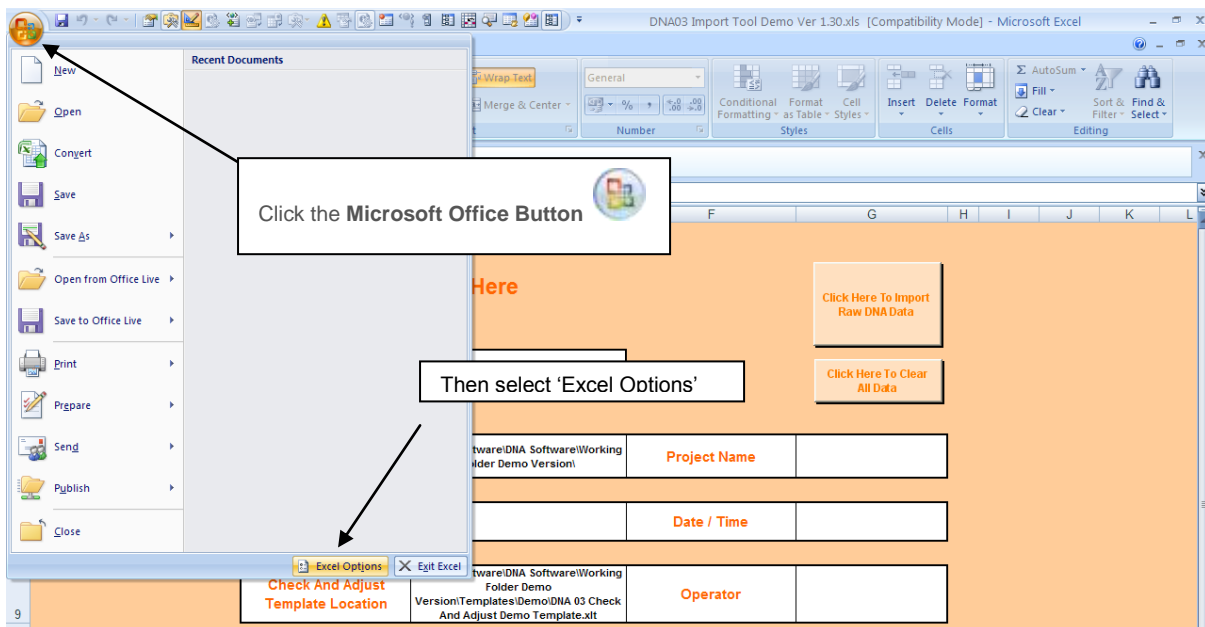 DNA03 Import Tool Demo Ver 1.30.xls [Compatibility Mode] - Microsoft Excel
Recent Documents
New
Open
Convert
Save
Save As
Open from Office Live
Save to Office Live
Print
Prepare
Send
Publish
Close
Excel Options
Exit Excel
Wrap Text
Merge & Center
General
% ,
.0 .00
.00 .0
Number
Conditional Formatting
Format as Table
Cell Styles
Styles
Insert
Delete
Format
Cells
Σ AutoSum
Fill
Clear
Sort & Filter
Find & Select
Editing
Click the Microsoft Office Button
F
G
H
I
J
K
L
Here
Click Here To Import
Raw DNA Data
Then select ‘Excel Options’
Click Here To Clear
All Data
tware\DNA Software\Working
lder Demo Version\
Project Name
Date / Time
9
Check And Adjust
Template Location
tware\DNA Software\Working
Folder Demo
Version\Templates\Demo\DNA 03 Check
And Adjust Demo Template.xlt
Operator